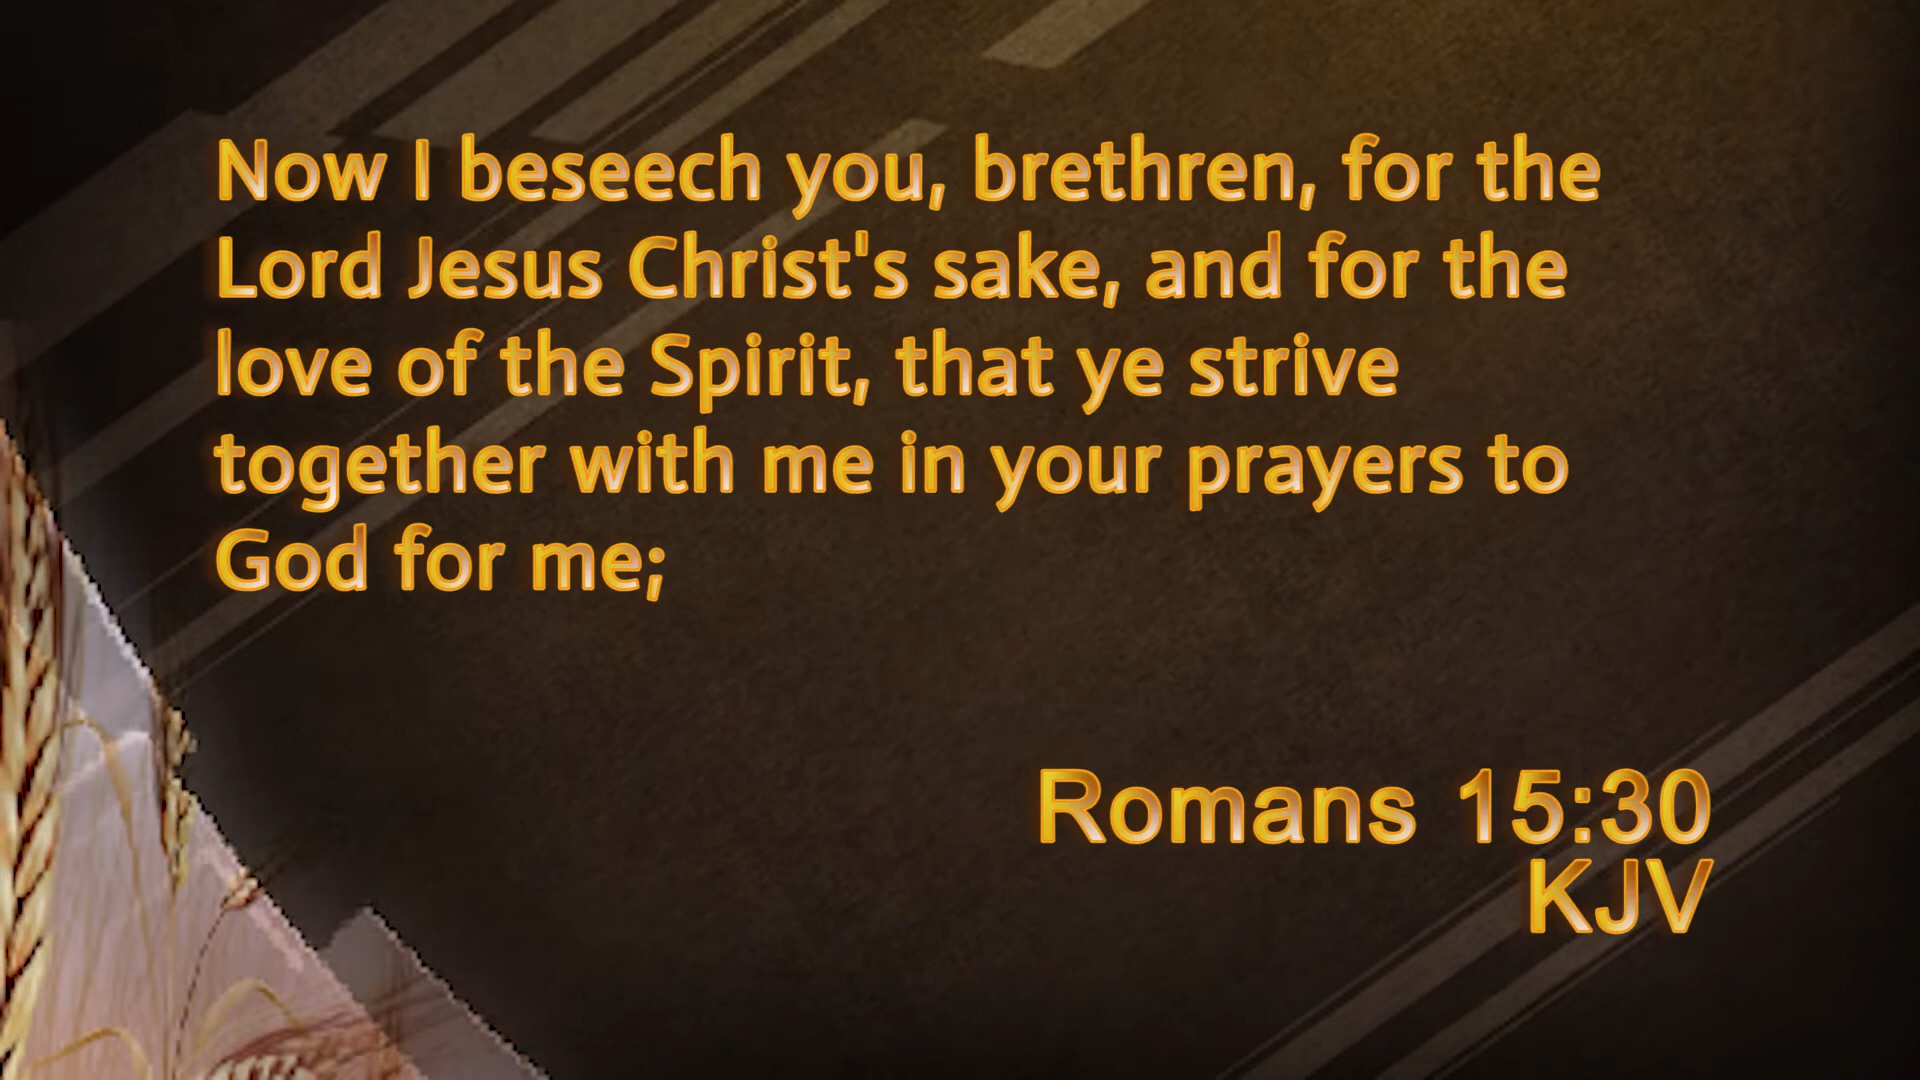 Now I beseech you, brethren, for the
Lord Jesus Christ's sake, and for the
love of the Spirit, that ye strive
together with me in your prayers to
God for me;
Romans 15:30
KJV